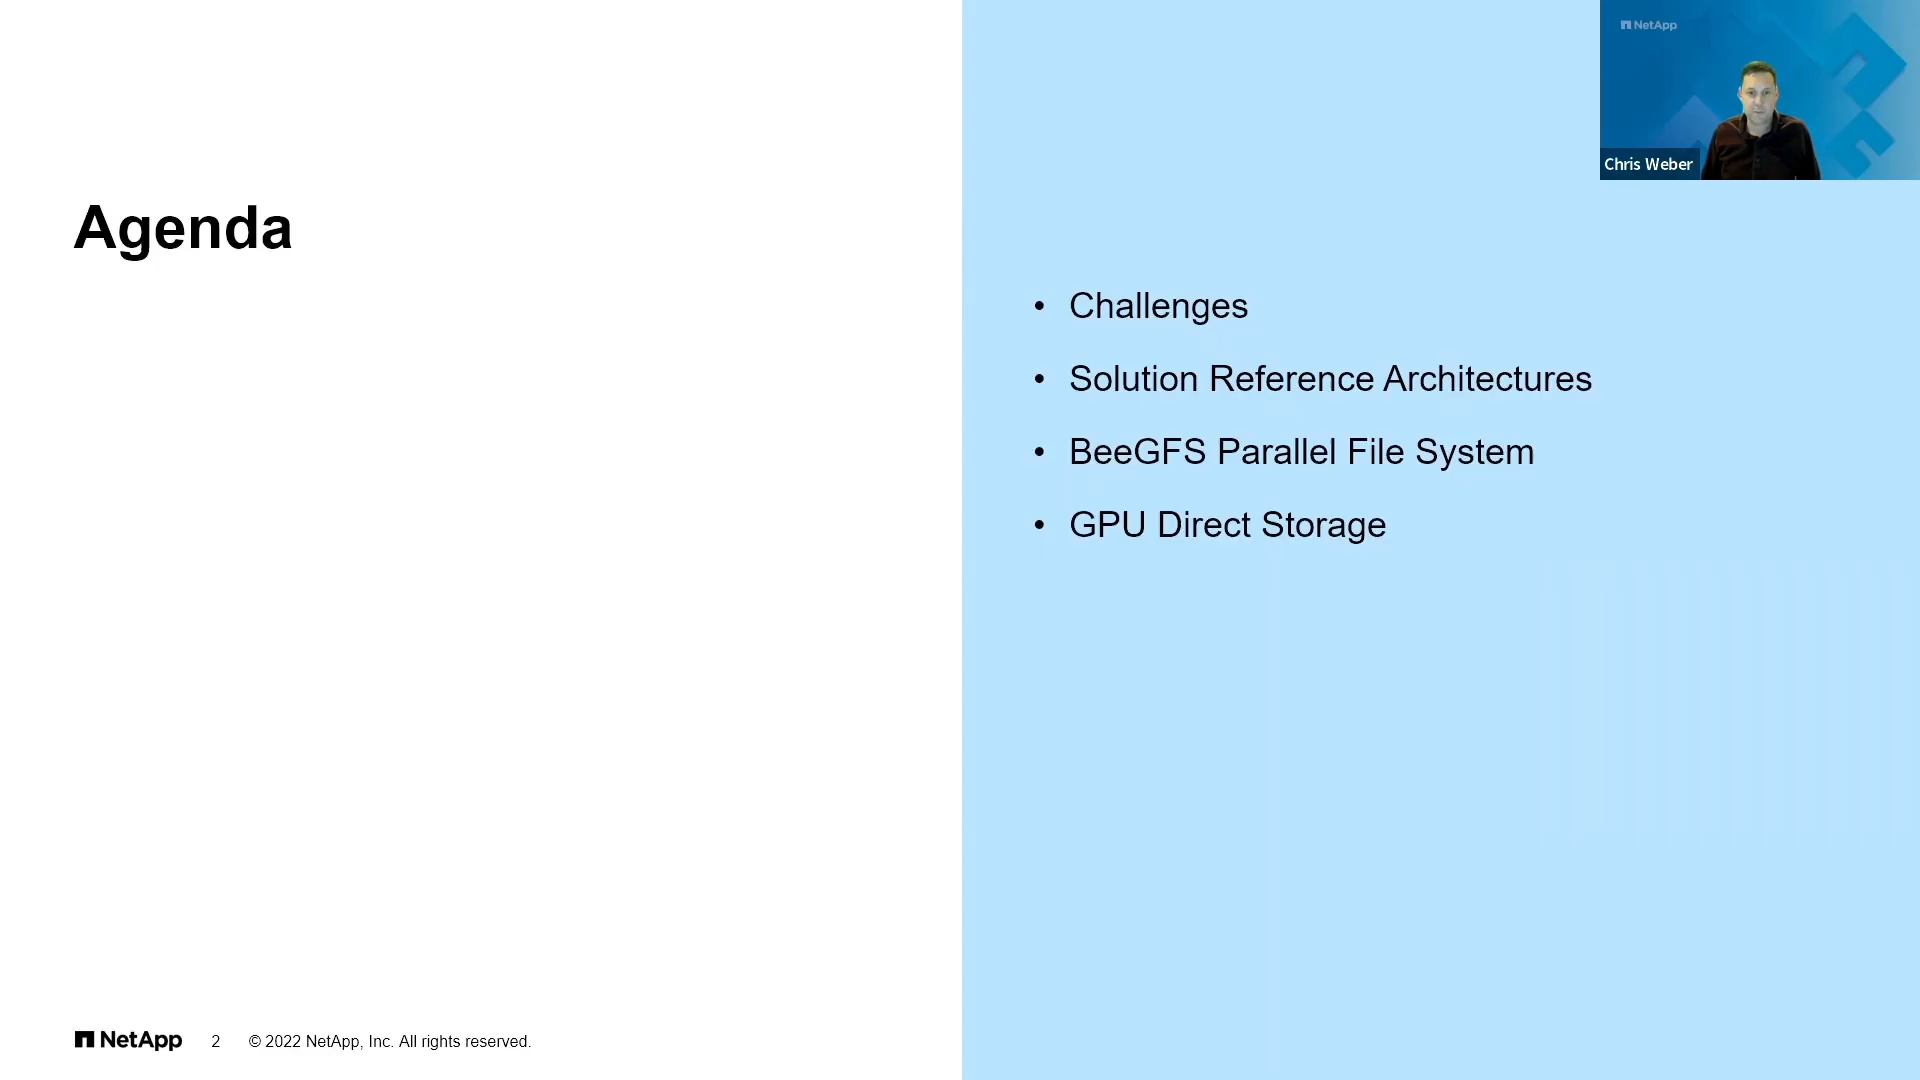 NetApp
Chris Weber
Agenda
• Challenges
• Solution Reference Architectures
• BeeGFS Parallel File System
• GPU Direct Storage
NetApp 2 © 2022 NetApp, Inc. All rights reserved.